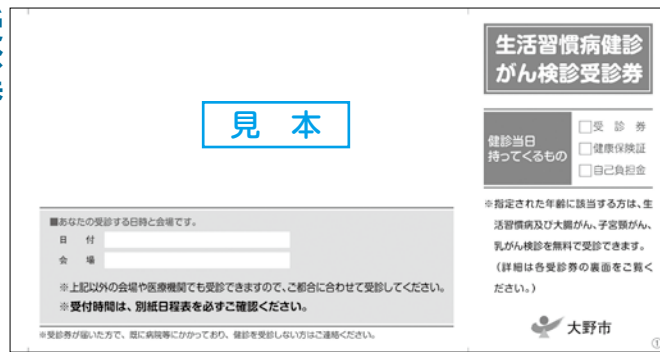 見本
■あなたの受診する日時と会場です。
日 付
会 場
※上記以外の会場や医療機関でも受診できますので、ご都合に合わせて受診してください。
※受付時間は、別紙日程表を必ずご確認ください。
※受診券が届いた方で、既に病院等にかかっており、健診を受診しない方はご連絡ください。
生活習慣病健診
がん検診受診券
健診当日
持ってくるもの
□受 診 券
□健康保険証
□自己負担金
※指定された年齢に該当する方は、生
活習慣病及び大腸がん、子宮頸がん、
乳がん検診を無料で受診できます。
(詳細は各受診券の裏面をご覧く
ださい。)
大野市
①